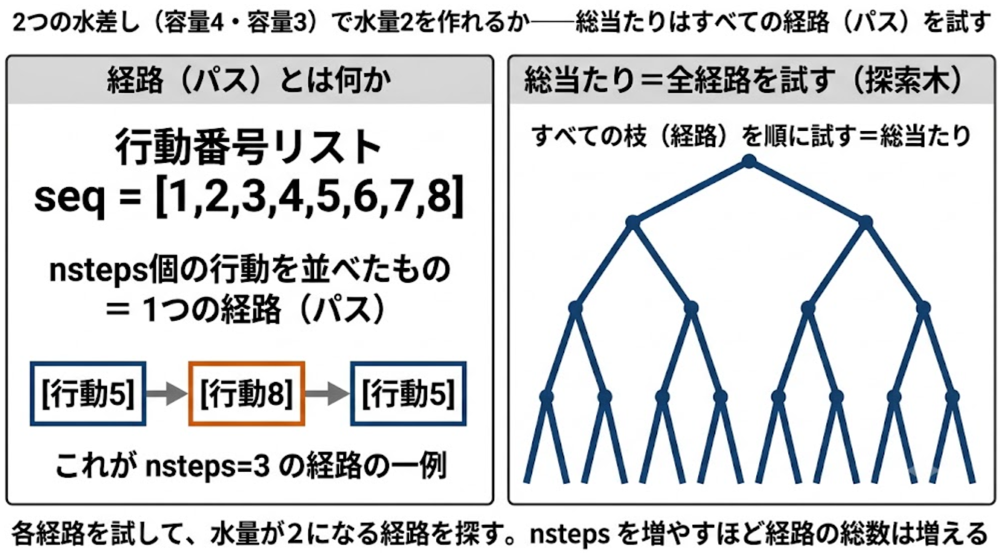 2つの水差し（容量4・容量3）で水量2を作れるか――総当たりはすべての経路（パス）を試す
経路（パス）とは何か
行動番号リスト
seq = [1,2,3,4,5,6,7,8]
nsteps個の行動を並べたもの
＝ 1つの経路（パス）
[行動5]
[行動8]
[行動5]
これが nsteps=3 の経路の一例
総当たり＝全経路を試す（探索木）
すべての枝（経路）を順に試す＝総当たり
各経路を試して、水量が2になる経路を探す。nsteps を増やすほど経路の総数は増える